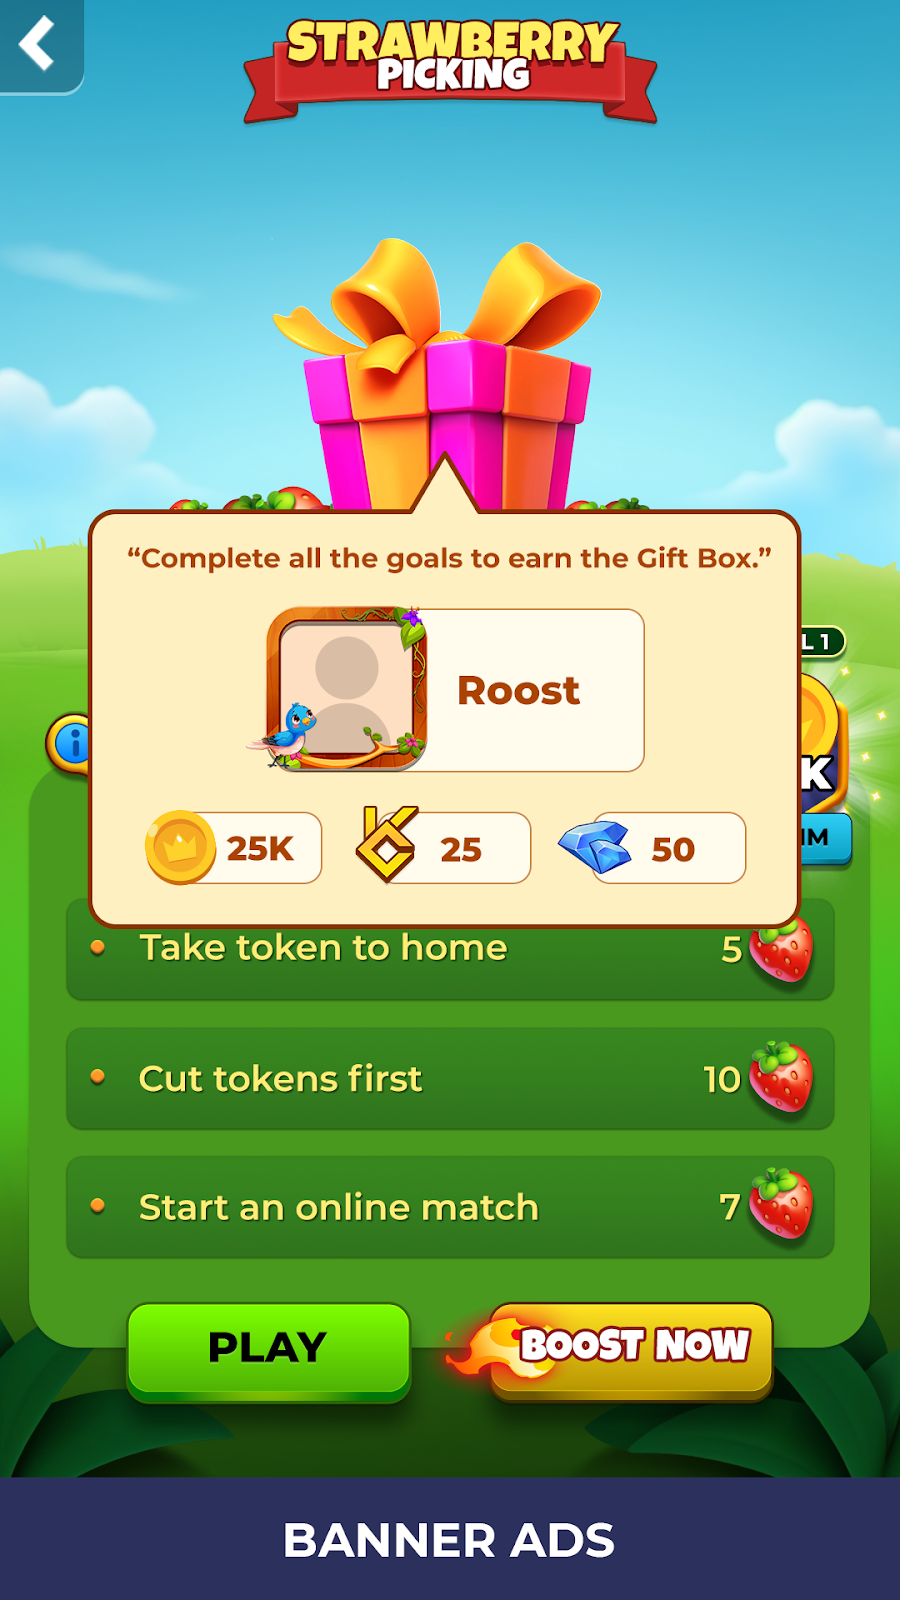 STRAWBERRY
PICKING
“Complete all the goals to earn the Gift Box.”
L 1
Roost
i
K
25K
25
50
IM
Take token to home 5
Cut tokens first 10
Start an online match 7
PLAY
BOOST NOW
BANNER ADS